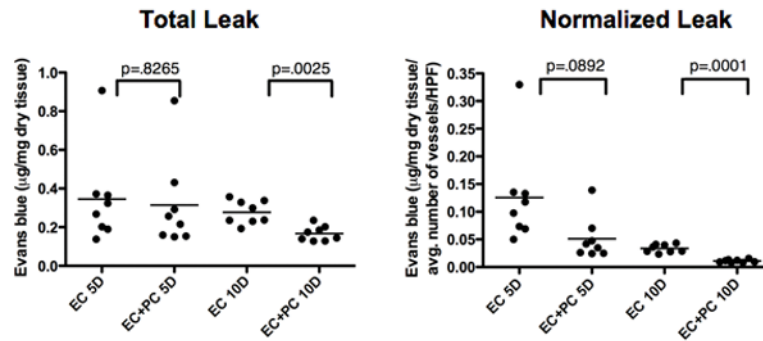 Total Leak
Evans blue (µg/mg dry tissue)
1.0
0.8
0.6
0.4
0.2
0.0
p=.8265
p=.0025
EC 5D
EC+PC 5D
EC 10D
EC+PC 10D
Normalized Leak
Evans blue (µg/mg dry tissue/
avg. number of vessels/HPF)
0.35
0.30
0.25
0.20
0.15
0.10
0.05
0.00
p=.0892
p=.0001
EC 5D
EC+PC 5D
EC 10D
EC+PC 10D